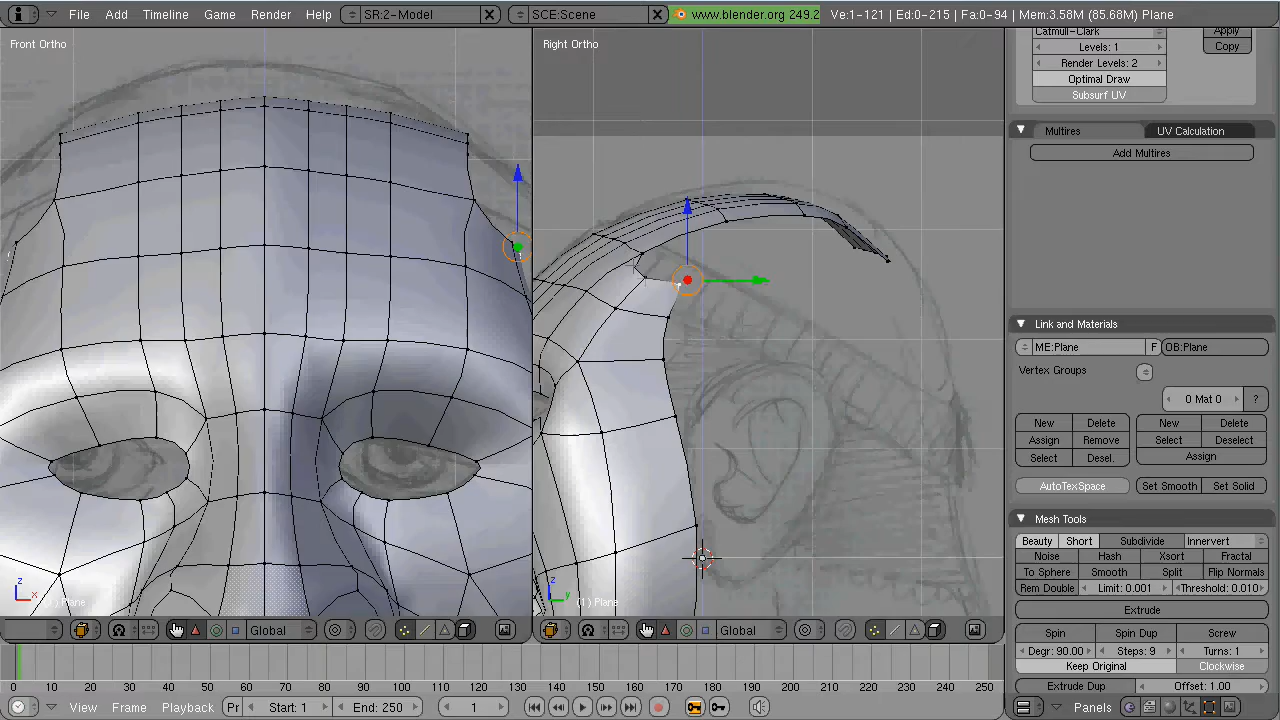 File Add Timeline Game Render Help SR:2-Model SCE:Scene www.blender.org 249.2 Ve:1-121 | Ed:0-215 | Fa:0-94 | Mem:3.58M (85.68M) Plane
Front Ortho
Right Ortho
Catmull-Clark
Apply
Levels: 1
Copy
Render Levels: 2
Optimal Draw
Subsurf UV
Multires UV Calculation
Add Multires
Link and Materials
ME:Plane F OB:Plane
Vertex Groups
0 Mat 0 ?
New Delete New Delete
Assign Remove Select Deselect
Select Desel. Assign
AutoTexSpace Set Smooth Set Solid
Mesh Tools
Beauty Short Subdivide Innervert
Noise Hash Xsort Fractal
To Sphere Smooth Split Flip Normals
Rem Double Limit: 0.001 Threshold: 0.010
Extrude
Spin Spin Dup Screw
Degr: 90.00 Steps: 9 Turns: 1
Keep Original Clockwise
Extrude Dup Offset: 1.00
z
x
(1) Plane
z
y
(1) Plane
Global
Global
0 10 20 30 40 50 60 70 80 90 100 110 120 130 140 150 160 170 180 190 200 210 220 230 240 250
View Frame Playback Pr Start: 1 End: 250 1
Panels